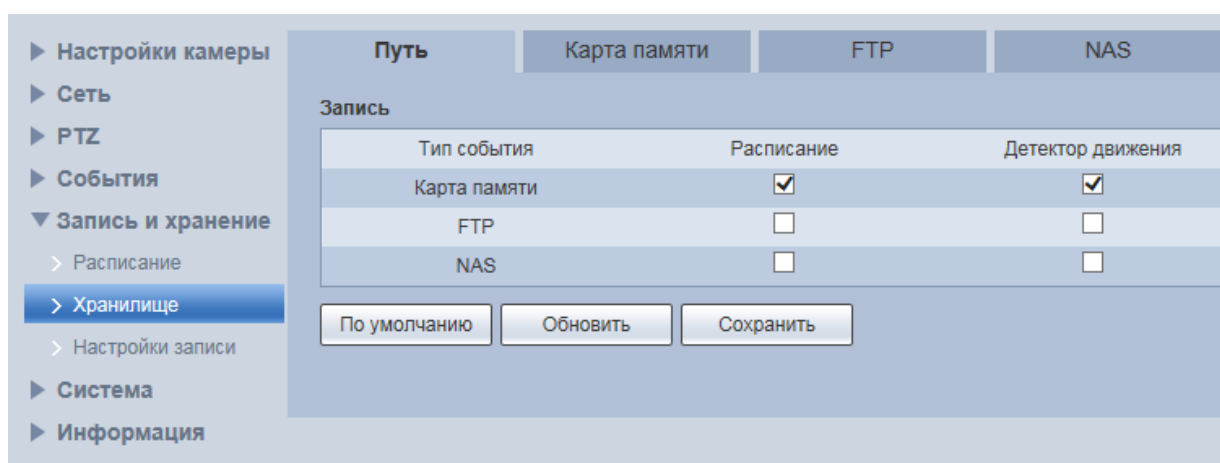 Настройки камеры
Сеть
PTZ
События
Запись и хранение
Расписание
Хранилище
Настройки записи
Система
Информация
Путь Карта памяти FTP NAS
Запись
Тип события Расписание Детектор движения
Карта памяти
FTP
NAS
По умолчанию Обновить Сохранить